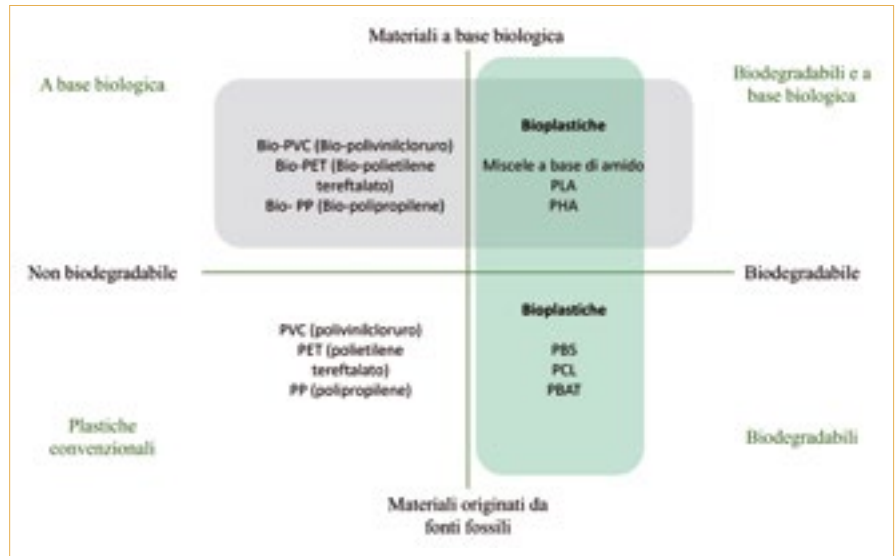 Materiali a base biologica
A base biologica
Biodegradabili e a
base biologica
Bio-PVC (Bio-polivinilcloruro)
Bio-PET (Bio-polietilene
tereftalato)
Bio- PP (Bio-polipropilene)
Bioplastiche
Miscele a base di amido
PLA
PHA
Non biodegradabile
Biodegradabile
PVC (polivinilcloruro)
PET (polietilene
tereftalato)
PP (polipropilene)
Bioplastiche
PBS
PCL
PBAT
Plastiche
convenzionali
Biodegradabili
Materiali originati da
fonti fossili